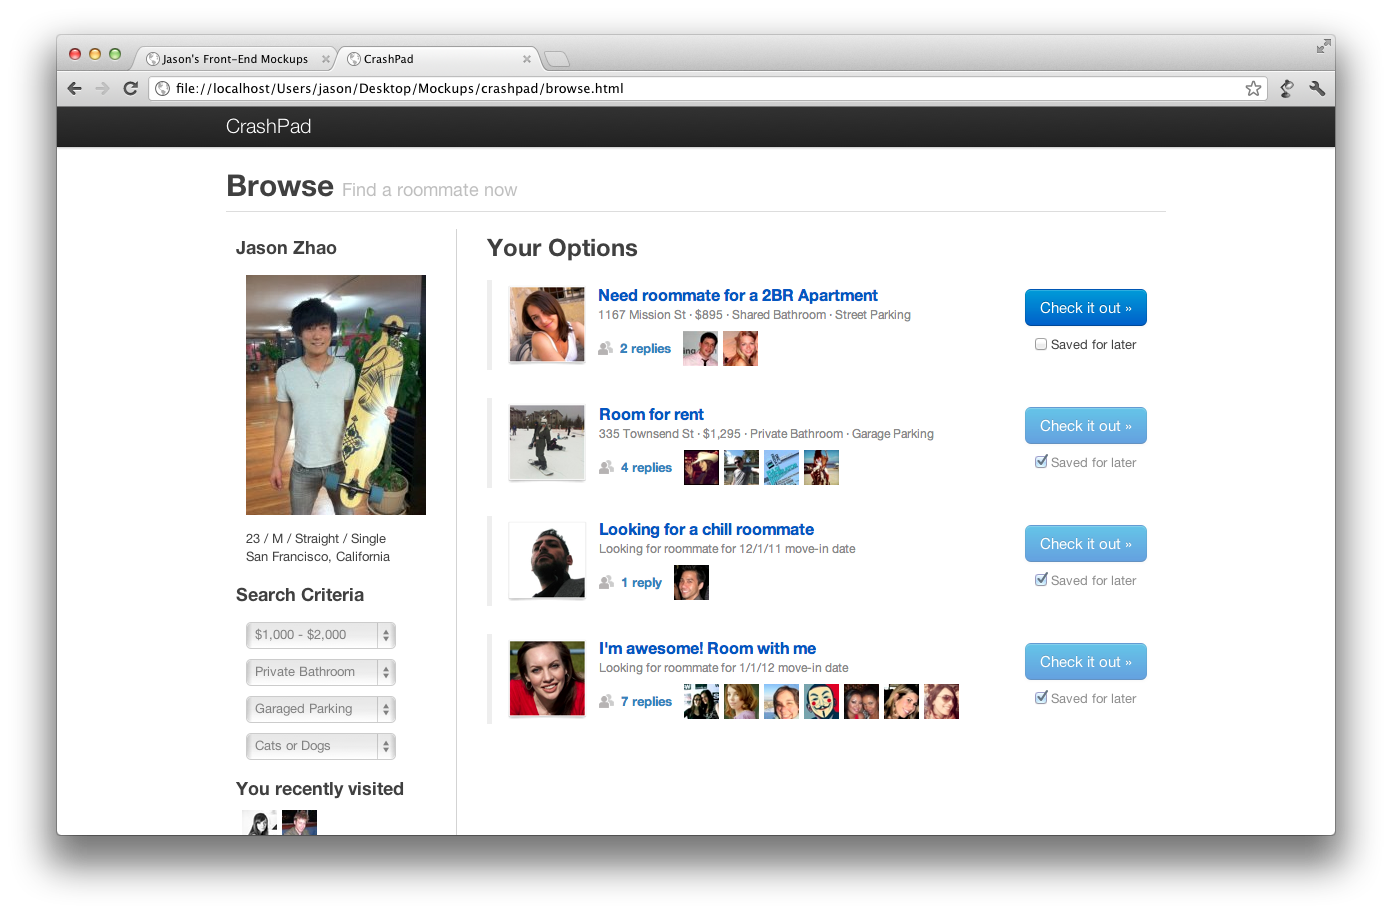 Jason's Front-End Mockups
CrashPad
file://localhost/Users/jason/Desktop/Mockups/crashpad/browse.html
CrashPad
Browse Find a roommate now
Jason Zhao
23 / M / Straight / Single
San Francisco, California
Search Criteria
$1,000 - $2,000
Private Bathroom
Garaged Parking
Cats or Dogs
You recently visited
Your Options
Need roommate for a 2BR Apartment
1167 Mission St · $895 · Shared Bathroom · Street Parking
2 replies
Check it out »
Saved for later
Room for rent
335 Townsend St · $1,295 · Private Bathroom · Garage Parking
4 replies
Check it out »
Saved for later
Looking for a chill roommate
Looking for roommate for 12/1/11 move-in date
1 reply
Check it out »
Saved for later
I'm awesome! Room with me
Looking for roommate for 1/1/12 move-in date
7 replies
Check it out »
Saved for later